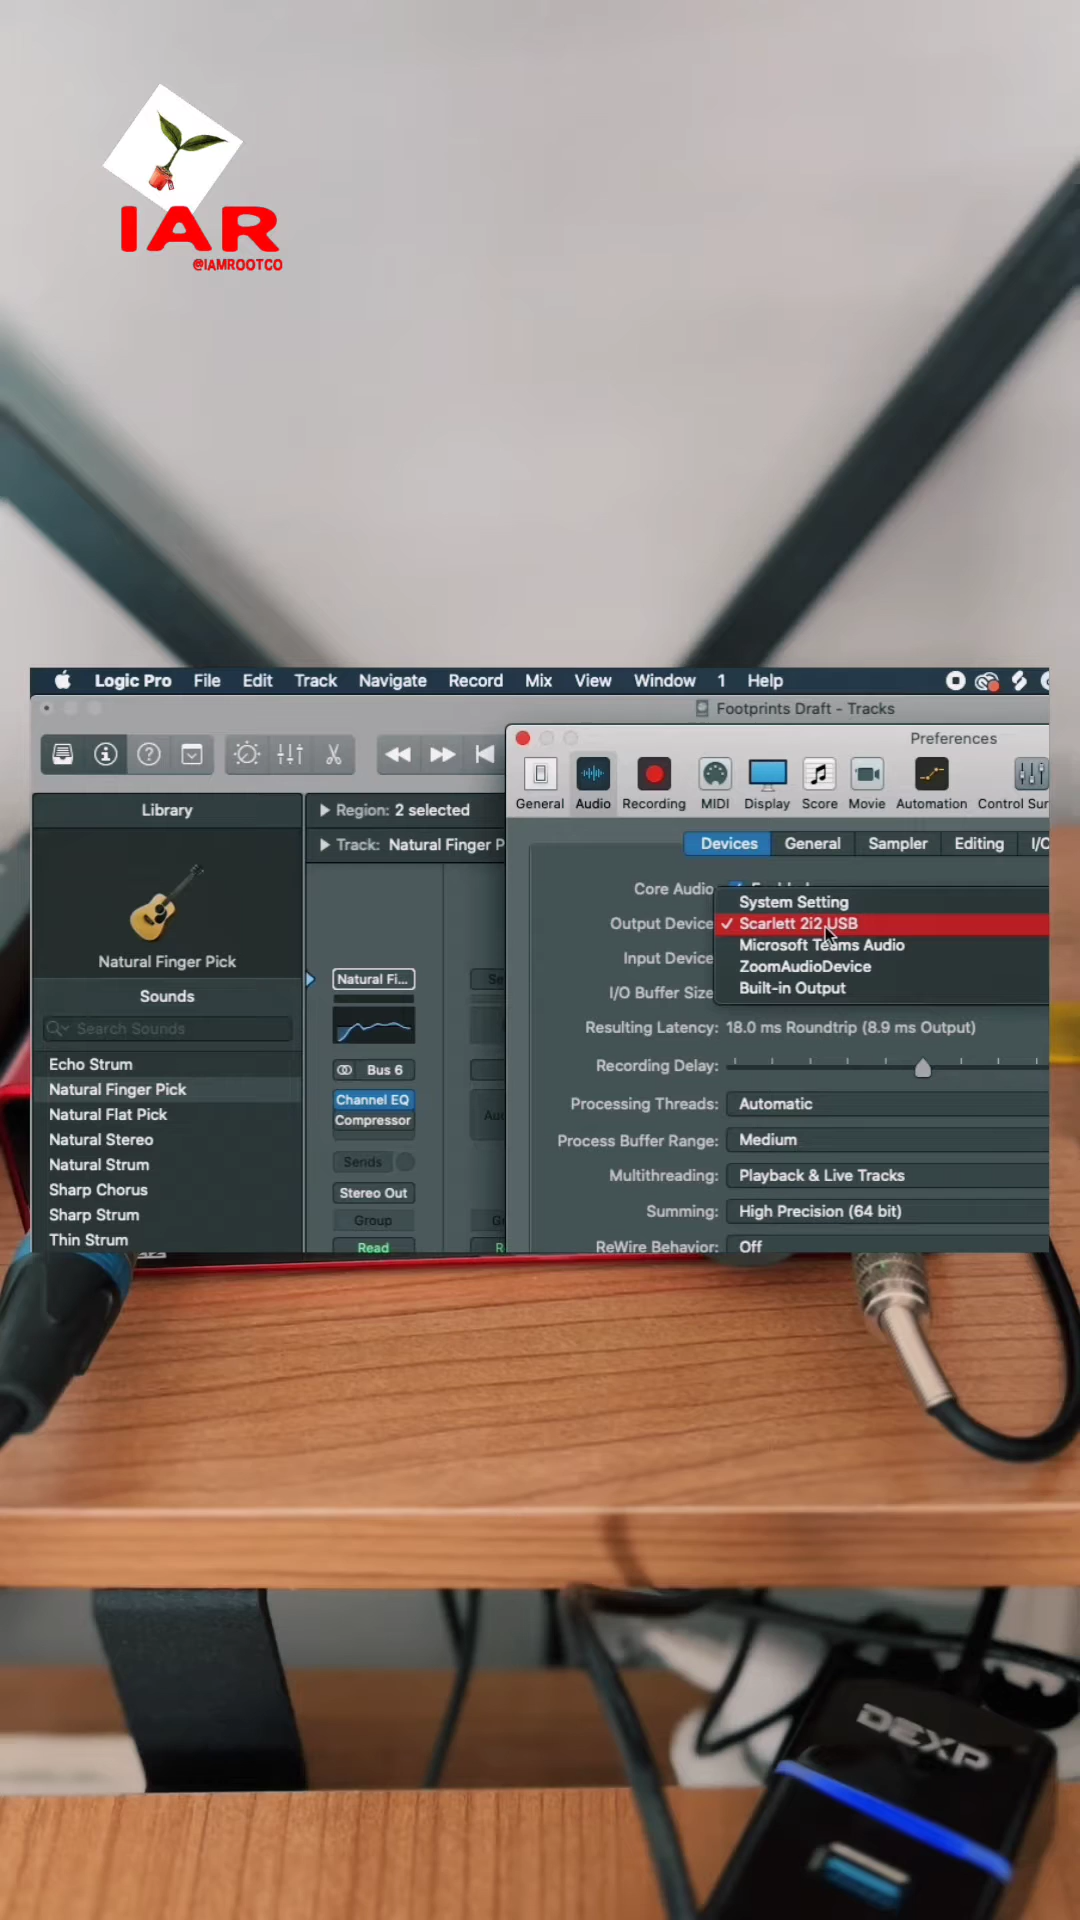 IAR
@IAMROOTCO
Logic Pro File Edit Track Navigate Record Mix View Window 1 Help
Footprints Draft - Tracks
Preferences
General Audio Recording MIDI Display Score Movie Automation Control Sur
Library
Region: 2 selected
Track: Natural Finger P
Devices General Sampler Editing I/O
Core Audio
System Setting
Output Device
✓ Scarlett 2i2 USB
Microsoft Teams Audio
Input Device
ZoomAudioDevice
I/O Buffer Size
Built-in Output
Resulting Latency: 18.0 ms Roundtrip (8.9 ms Output)
Recording Delay:
Processing Threads: Automatic
Process Buffer Range: Medium
Multithreading: Playback & Live Tracks
Summing: High Precision (64 bit)
ReWire Behavior: Off
Natural Finger Pick
Sounds
Search Sounds
Echo Strum
Natural Finger Pick
Natural Flat Pick
Natural Stereo
Natural Strum
Sharp Chorus
Sharp Strum
Thin Strum
Natural Fi...
Bus 6
Channel EQ
Compressor
Sends
Stereo Out
Group
Read
DEXP